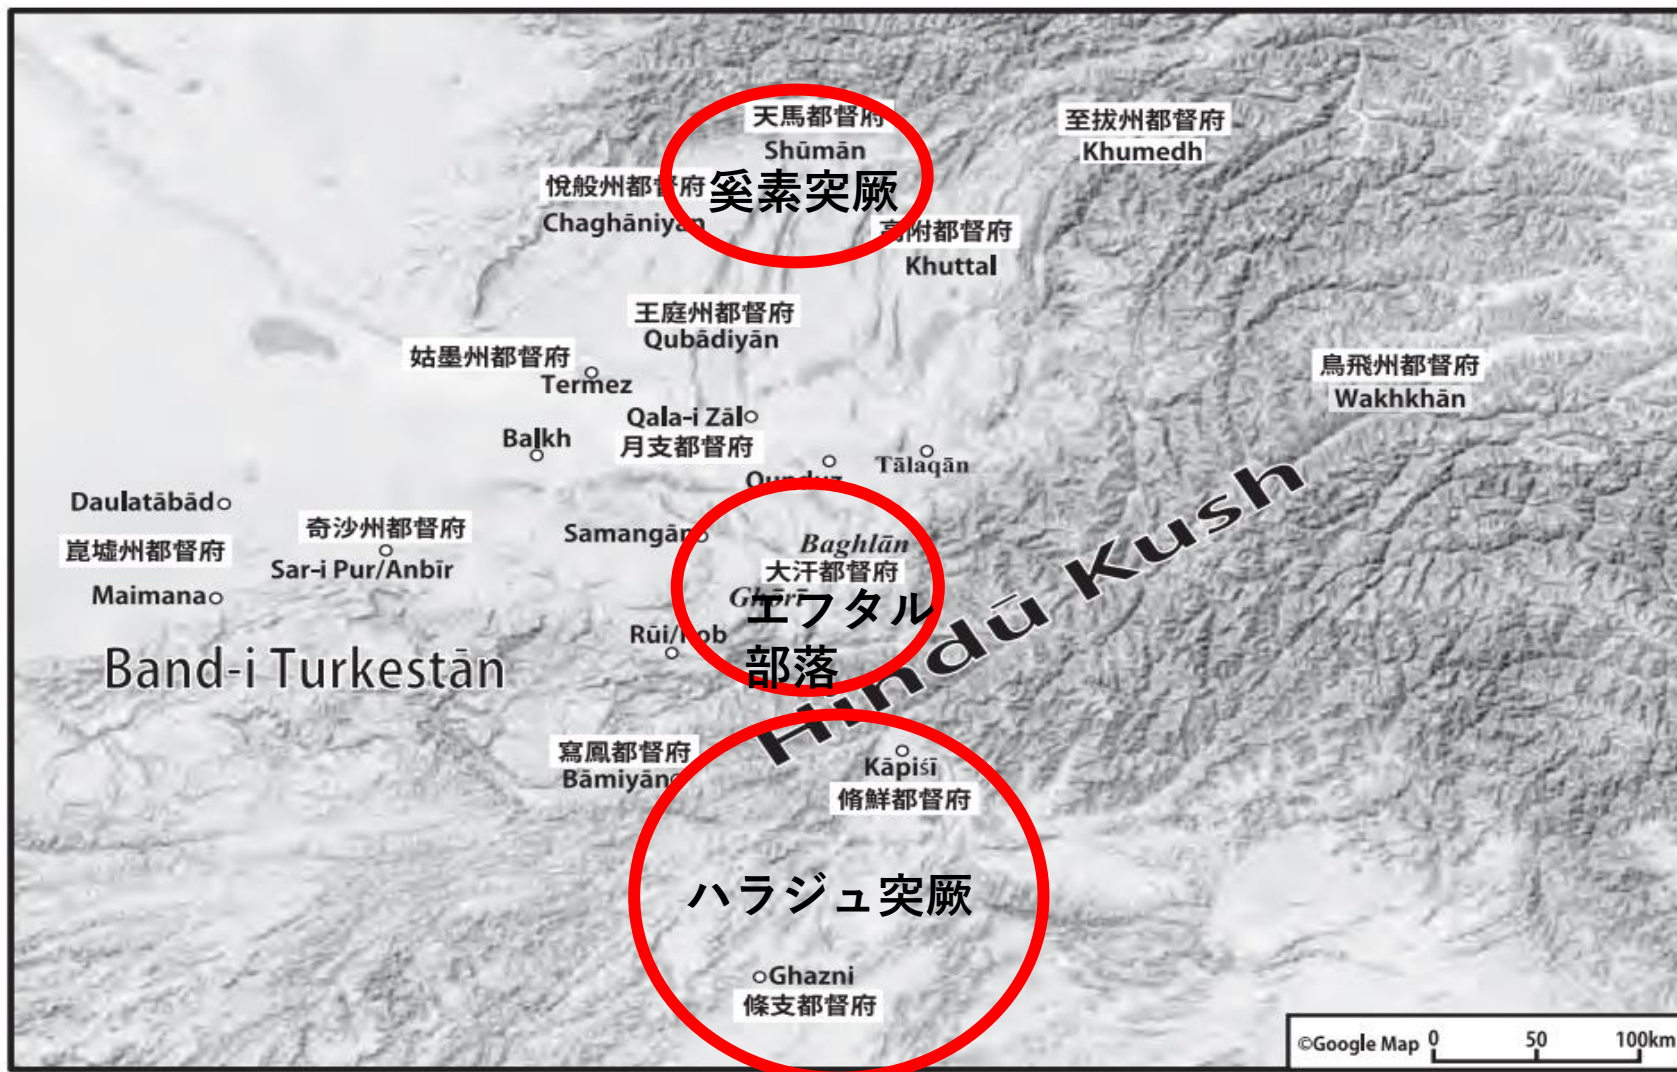 天馬都督府
Shūmān
奚素突厥
至抜州都督府
Khumedh
悅般州都督府
Chaghāniyān
高附都督府
Khuttal
王庭州都督府
Qubādiyān
姑墨州都督府
Termez
鳥飛州都督府
Wakhkhān
Qala-i Zāl
月支都督府
Balkh
Qunduz
Tālaqān
Daulatābād
崑墟州都督府
Maimana
奇沙州都督府
Sar-i Pur/Anbīr
Samangān
Baghlān
大汗都督府
Ghōrī
エフタル
部落
Rūi/Rob
Band-i Turkestān
Hindū Kush
寫鳳都督府
Bāmiyān
Kāpiśī
脩鮮都督府
ハラジュ突厥
Ghazni
條支都督府
©Google Map 0 50 100km